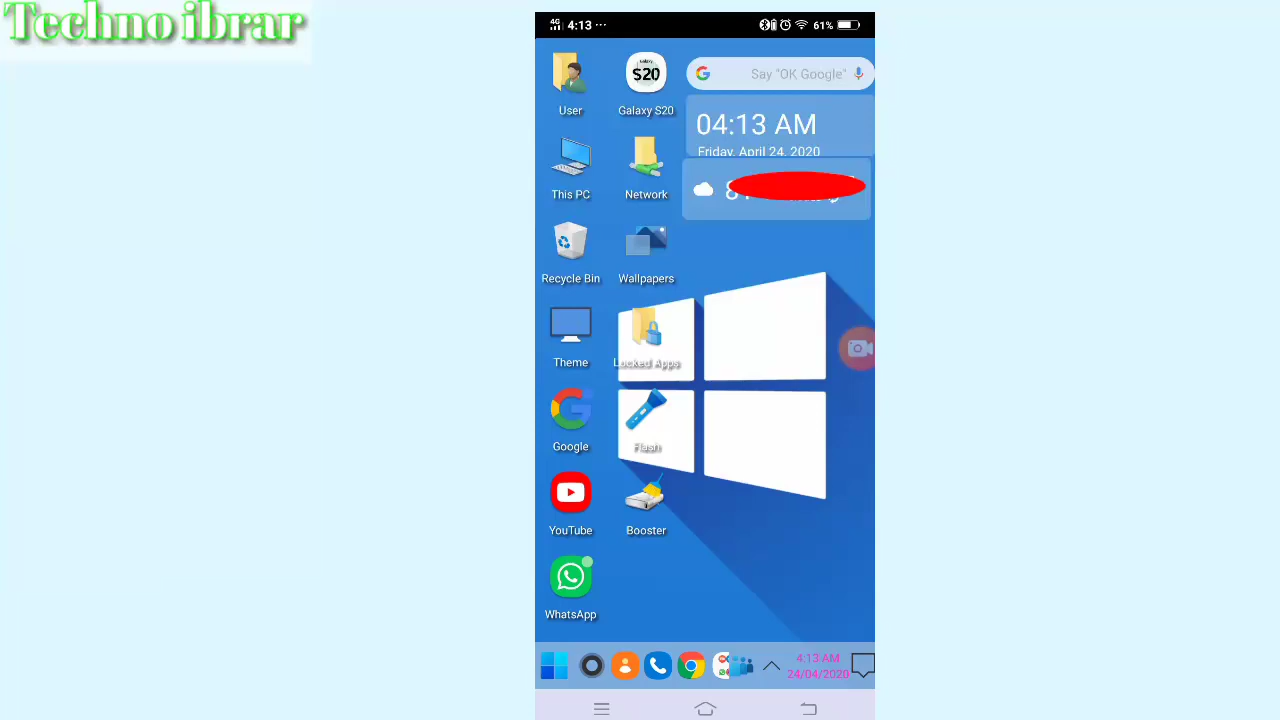 Techno ibrar
4G 4:13 ...
61%
User
Galaxy S20
Say "OK Google"
04:13 AM
Friday, April 24, 2020
This PC
Network
Recycle Bin
Wallpapers
Theme
Locked Apps
Google
Flash
YouTube
Booster
WhatsApp
4:13 AM
24/04/2020